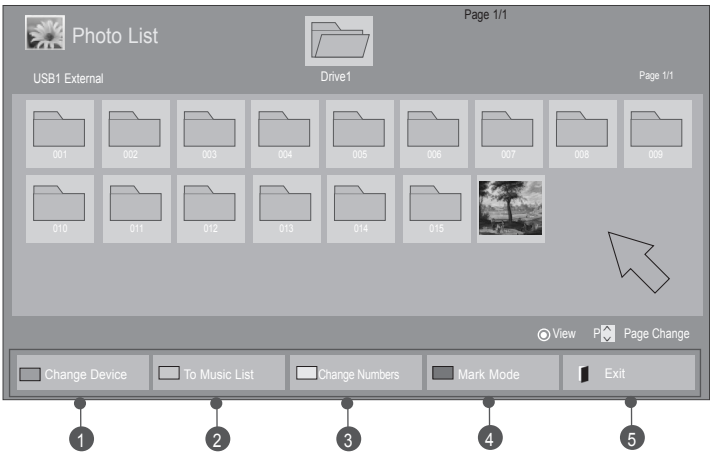 Page 1/1
Photo List
Drive1
USB1 External
Page 1/1
001 002 003 004 005 006 007 008 009
010 011 012 013 014 015
View P Page Change
Change Device To Music List Change Numbers Mark Mode Exit
1 2 3 4 5